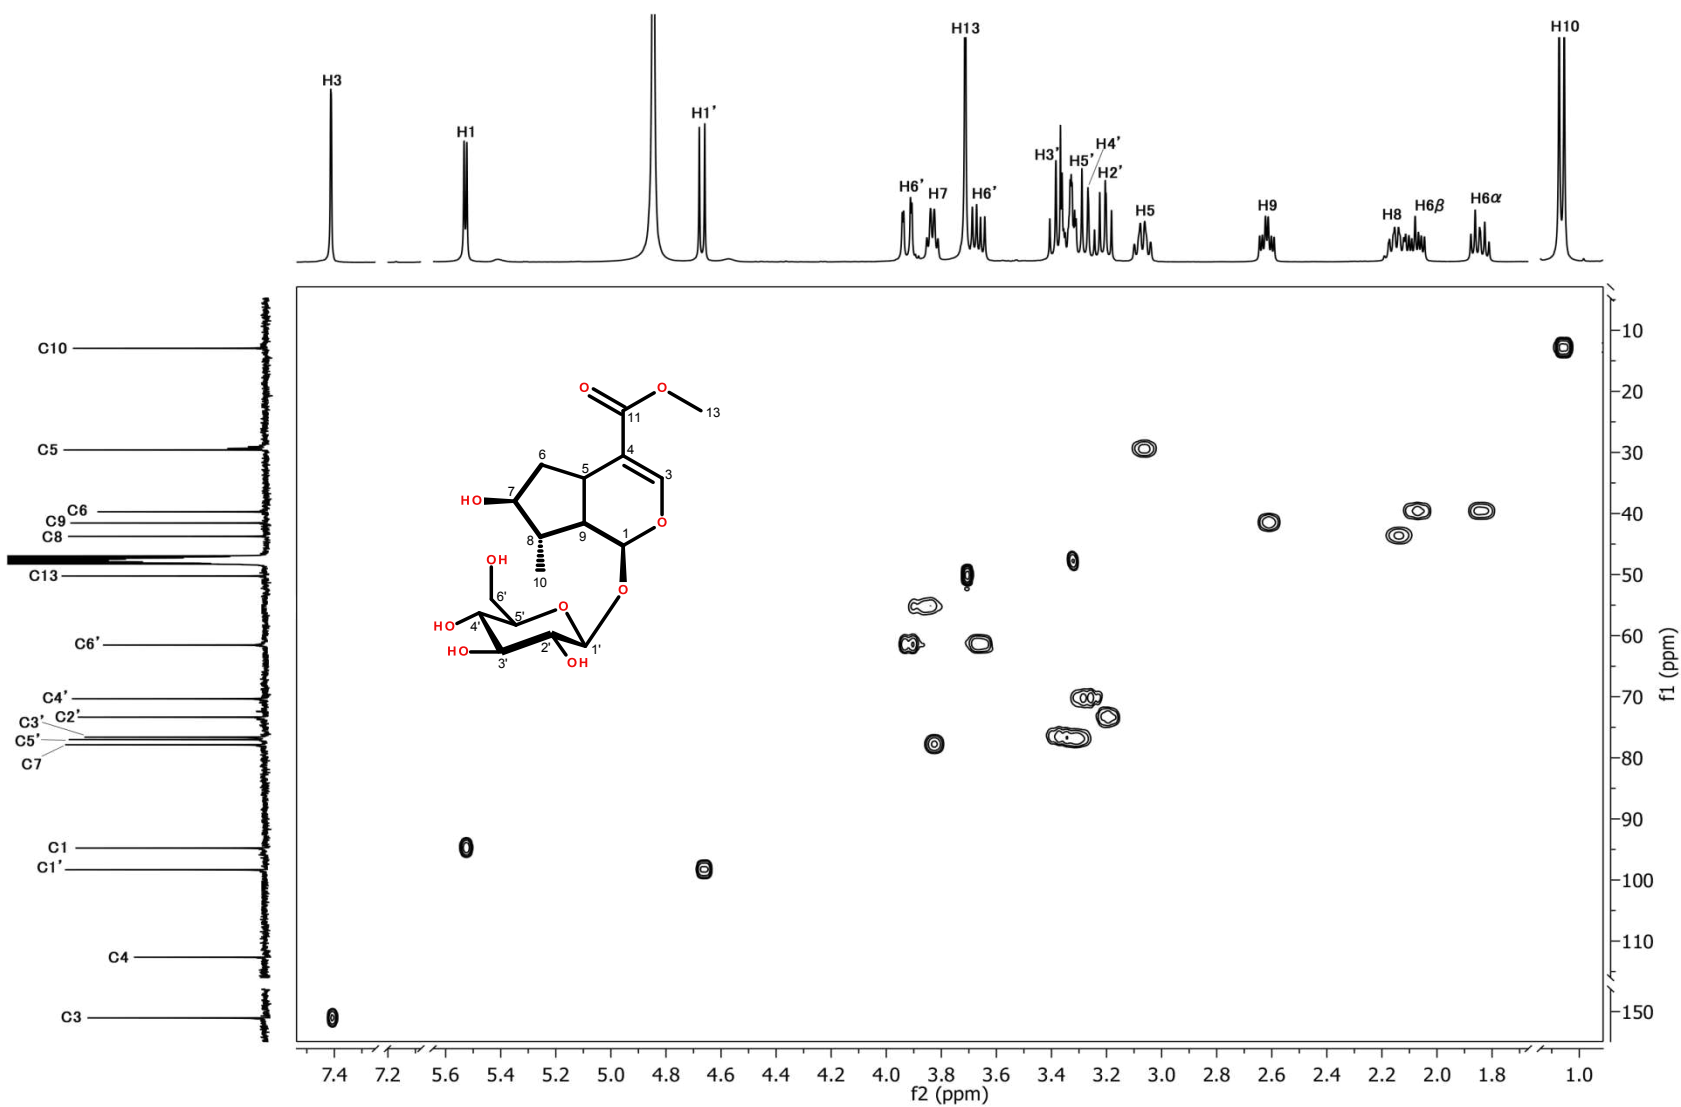 H3
H1
H1'
H6'
H7
H13
H6'
H3'
H5'
H4'
H2'
H5
H9
H8
H6β
H6α
H10
C10
C5
C6
C9
C8
C13
C6'
C4'
C2'
C3'
C5'
C7
C1
C1'
C4
C3
O
O
11
13
4
6
5
3
HO
7
O
8
9
1
10
OH
O
6'
O
5'
HO
4'
HO
3'
2'
OH
1'
10
20
30
40
50
60
70
80
90
100
110
150
f1 (ppm)
7.4 7.2 5.6 5.4 5.2 5.0 4.8 4.6 4.4 4.2 4.0 3.8 3.6 3.4 3.2 3.0 2.8 2.6 2.4 2.2 2.0 1.8 1.0
f2 (ppm)